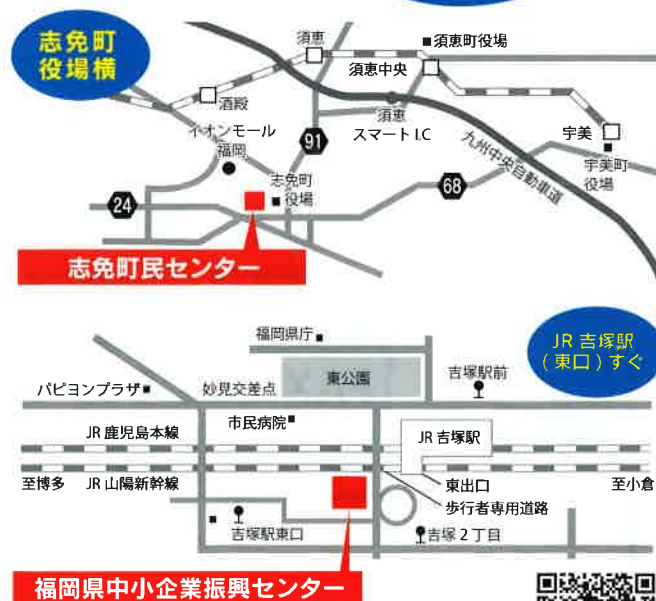 志免町
役場横
須恵
■須恵町役場
須恵中央
酒殿
須恵
スマートI.C
イオンモール
福岡
91
宇美
宇美町
役場
九州中央自動車道
志免町
役場
68
24
志免町民センター
JR 吉塚駅
(東口)すぐ
福岡県庁
東公園
吉塚駅前
パピヨンプラザ
妙見交差点
市民病院
JR 鹿児島本線
JR 吉塚駅
至博多
JR 山陽新幹線
東出口
至小倉
歩行者専用道路
吉塚駅東口
吉塚2丁目
福岡県中小企業振興センター